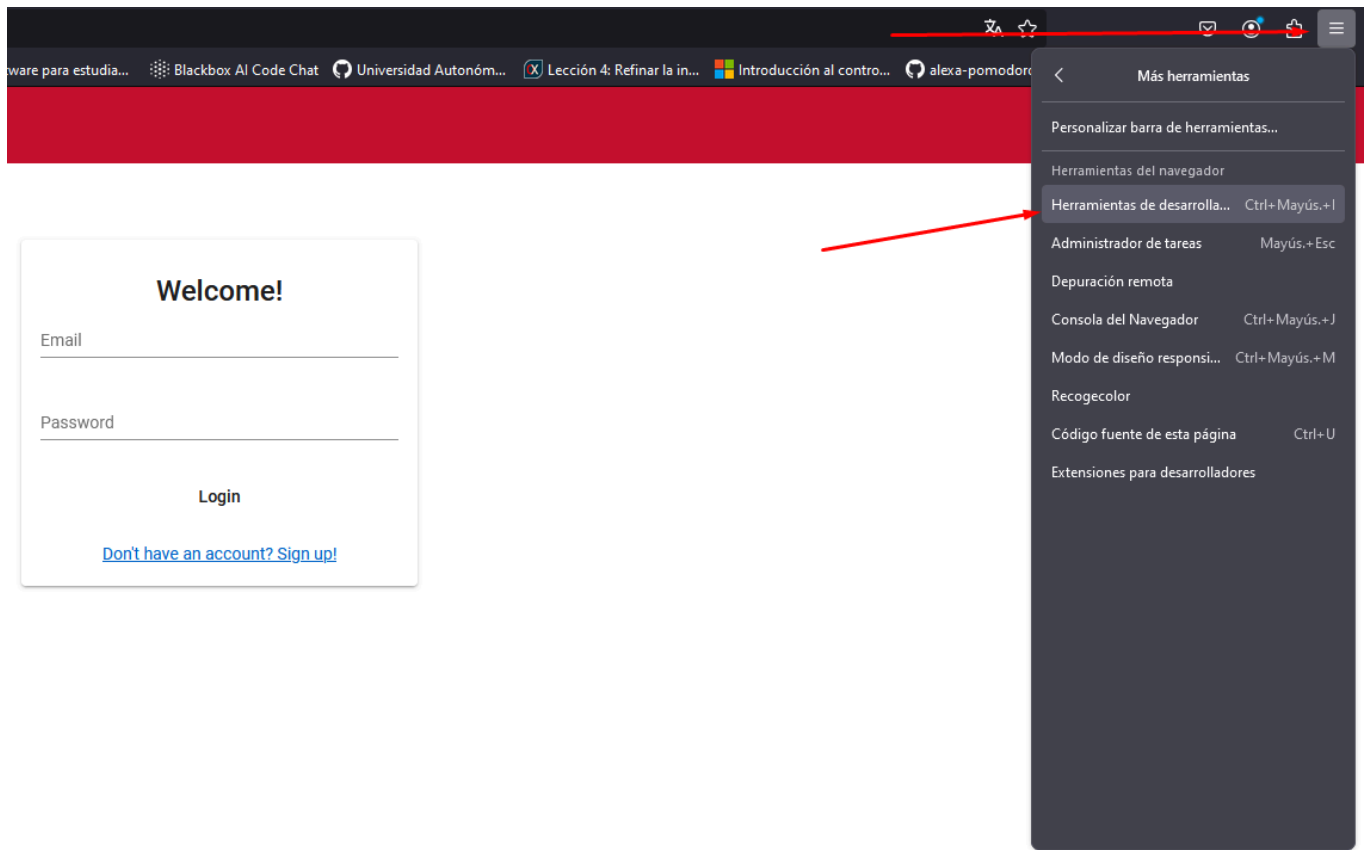 ware para estudia... Blackbox AI Code Chat Universidad Autonóm... Lección 4: Refinar la in... Introducción al contro... alexa-pomodoro
Más herramientas
Personalizar barra de herramientas...
Herramientas del navegador
Herramientas de desarrolla... Ctrl+Mayús.+I
Administrador de tareas Mayús.+Esc
Depuración remota
Consola del Navegador Ctrl+Mayús.+J
Modo de diseño responsi... Ctrl+Mayús.+M
Recogecolor
Código fuente de esta página Ctrl+U
Extensiones para desarrolladores
Welcome!
Email
Password
Login
Don't have an account? Sign up!